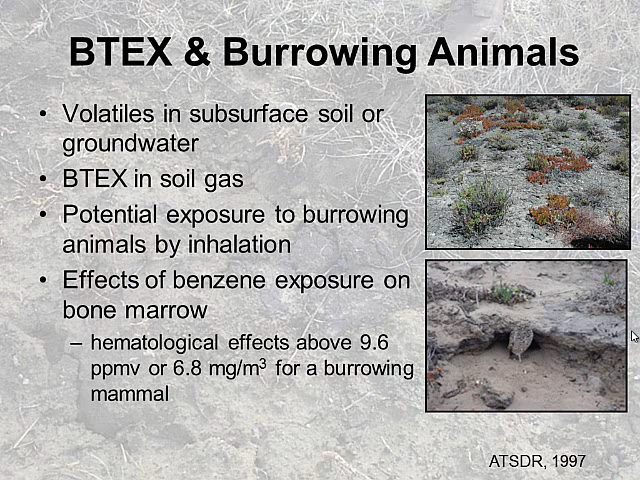 BTEX & Burrowing Animals
• Volatiles in subsurface soil or
groundwater
• BTEX in soil gas
• Potential exposure to burrowing
animals by inhalation
• Effects of benzene exposure on
bone marrow
– hematological effects above 9.6
ppmv or 6.8 mg/m³ for a burrowing
mammal
ATSDR, 1997